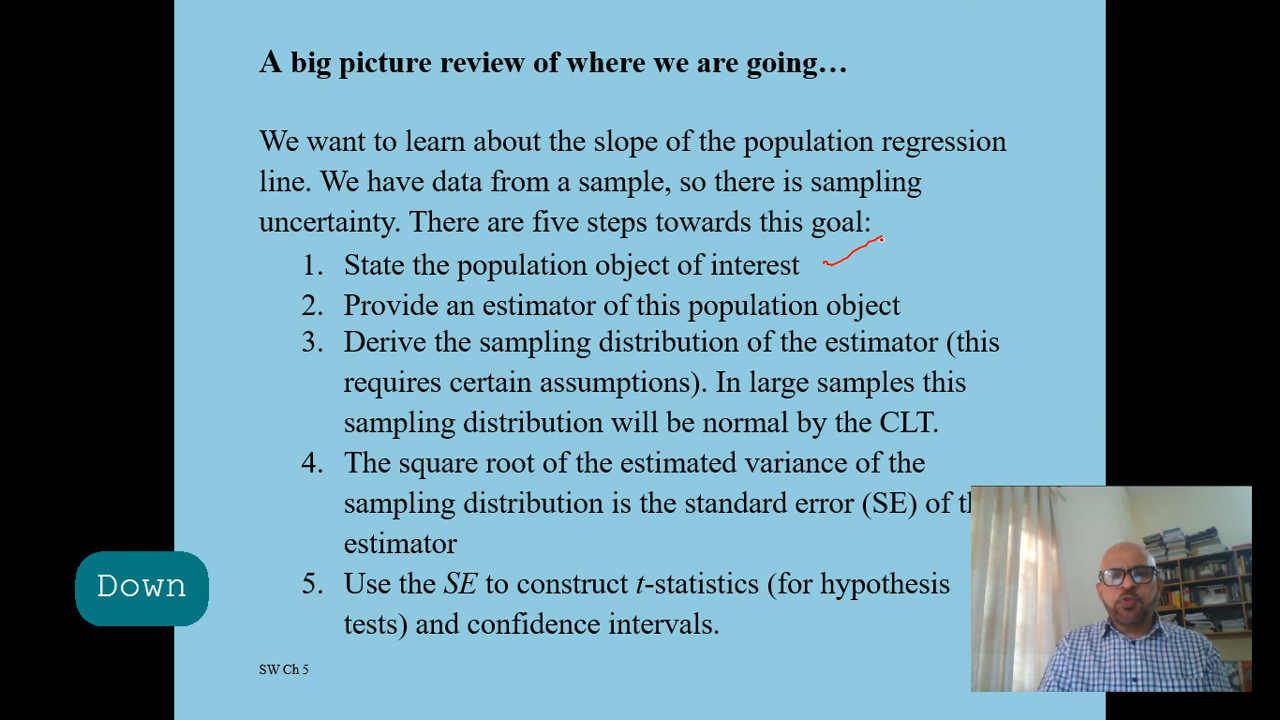 A big picture review of where we are going…
We want to learn about the slope of the population regression
line. We have data from a sample, so there is sampling
uncertainty. There are five steps towards this goal:
1. State the population object of interest
2. Provide an estimator of this population object
3. Derive the sampling distribution of the estimator (this
requires certain assumptions). In large samples this
sampling distribution will be normal by the CLT.
4. The square root of the estimated variance of the
sampling distribution is the standard error (SE) of
estimator
5. Use the SE to construct t-statistics (for hypothesis
tests) and confidence intervals.
Down
SW Ch 5